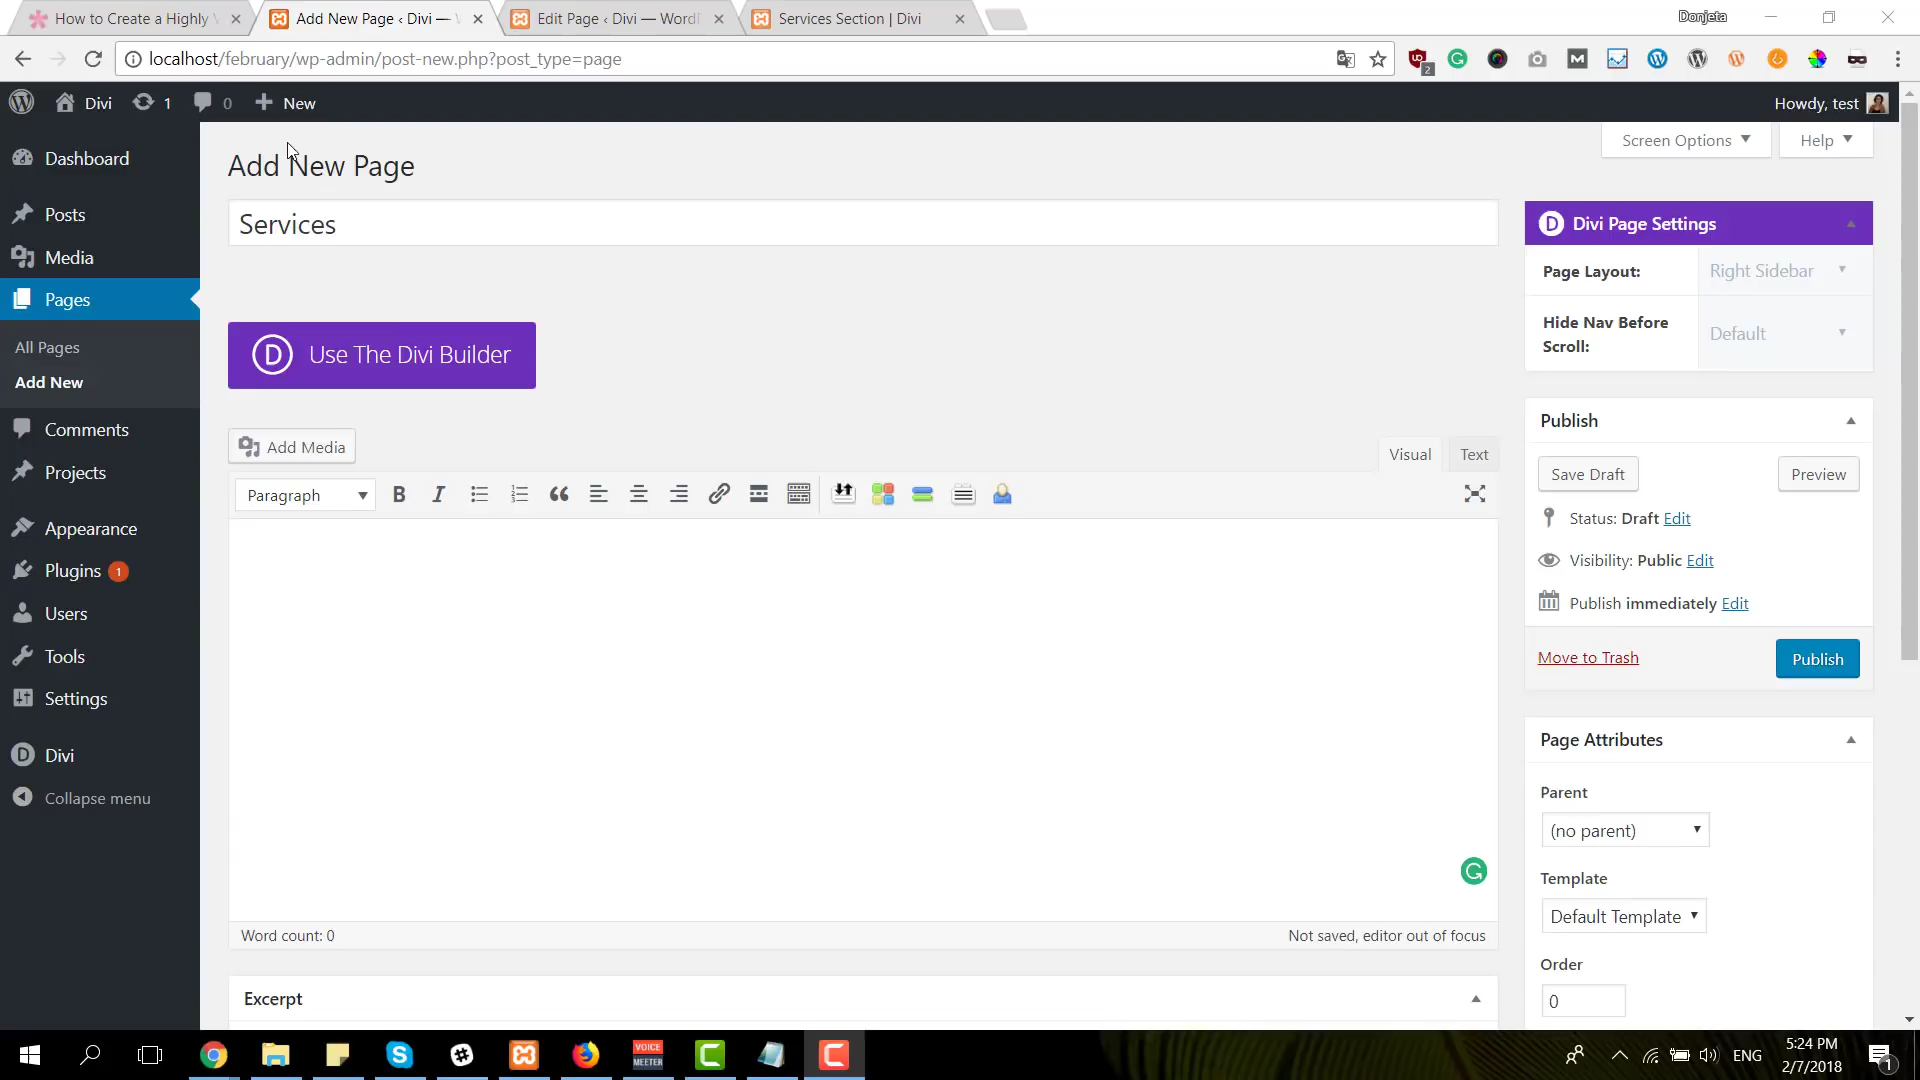 How to Create a Highly
Add New Page ‹ Divi —
Edit Page ‹ Divi — Word
Services Section | Divi
Donjeta
localhost/february/wp-admin/post-new.php?post_type=page
2
Divi
1
0
New
Howdy, test
Dashboard
Posts
Media
Pages
All Pages
Add New
Comments
Projects
Appearance
Plugins 1
Users
Tools
Settings
Divi
Collapse menu
Screen Options
Help
Add New Page
Services
Use The Divi Builder
Add Media
Visual
Text
Paragraph
B
I
Word count: 0
Not saved, editor out of focus
Excerpt
Divi Page Settings
Page Layout:
Right Sidebar
Hide Nav Before
Scroll:
Default
Publish
Save Draft
Preview
Status: Draft Edit
Visibility: Public Edit
Publish immediately Edit
Move to Trash
Publish
Page Attributes
Parent
(no parent)
Template
Default Template
Order
0
VOICE
MEETER
ENG
5:24 PM
2/7/2018
1